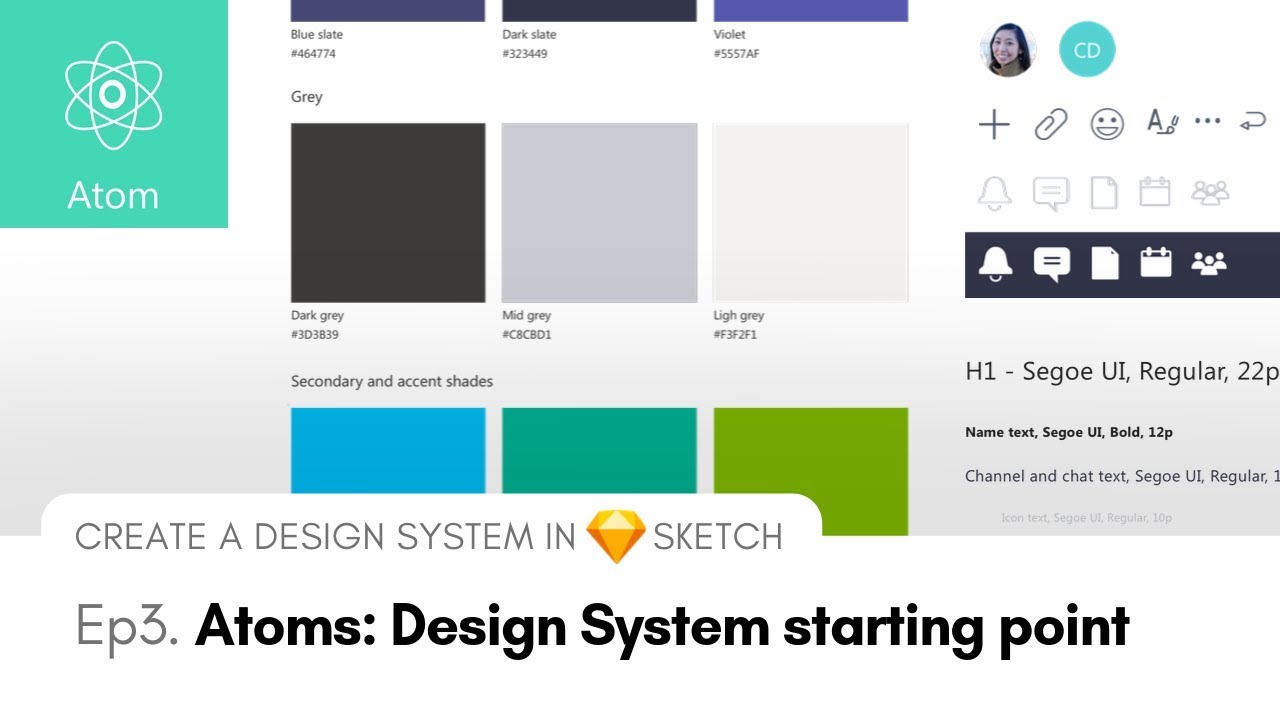 Atom
Blue slate
#464774
Dark slate
#323449
Violet
#5557AF
Grey
Dark grey
#3D3B39
Mid grey
#C8CBD1
Ligh grey
#F3F2F1
Secondary and accent shades
CD
H1 - Segoe UI, Regular, 22p
Name text, Segoe UI, Bold, 12p
Channel and chat text, Segoe UI, Regular, 1
Icon text, Segoe UI, Regular, 10p
CREATE A DESIGN SYSTEM IN SKETCH
Ep3. Atoms: Design System starting point